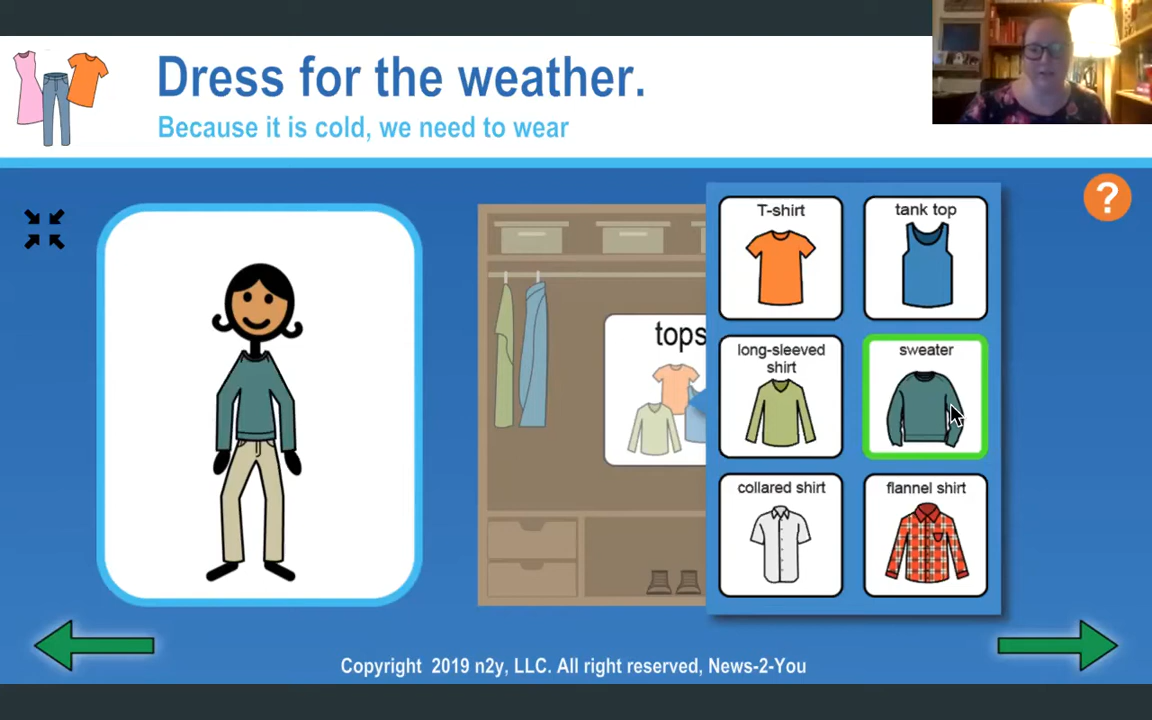 Dress for the weather.
Because it is cold, we need to wear
?
T-shirt
tank top
tops
long-sleeved
shirt
sweater
collared shirt
flannel shirt
Copyright 2019 n2y, LLC. All right reserved, News-2-You